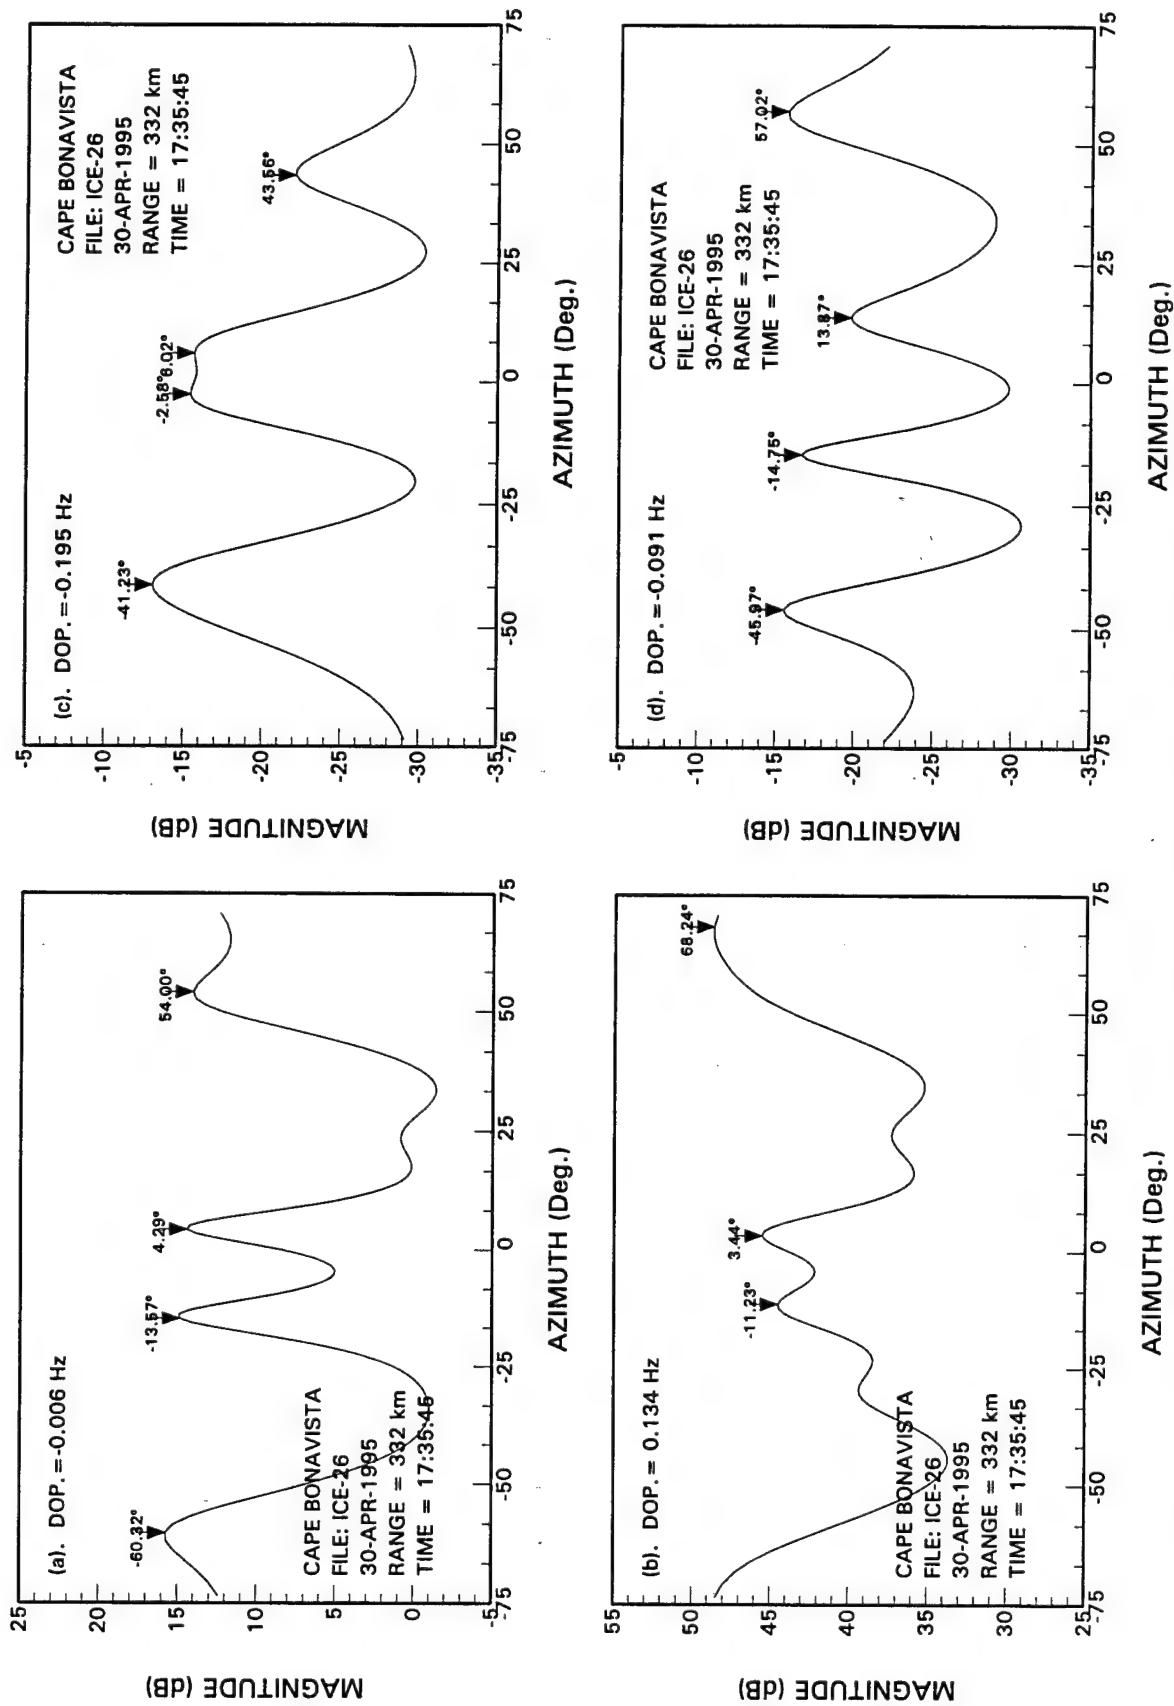 (a). DOP. =-0.006 Hz
-60.32°
-13.57°
4.29°
54.00°
CAPE BONAVISTA
FILE: ICE-26
30-APR-1995
RANGE = 332 km
TIME = 17:35:45
25
20
15
10
5
0
-5
-75
-50
-25
0
25
50
75
MAGNITUDE (dB)
AZIMUTH (Deg.)
(c). DOP. =-0.195 Hz
-41.23°
-2.58°
6.02°
43.56°
CAPE BONAVISTA
FILE: ICE-26
30-APR-1995
RANGE = 332 km
TIME = 17:35:45
-5
-10
-15
-20
-25
-30
-35
-75
-50
-25
0
25
50
75
MAGNITUDE (dB)
AZIMUTH (Deg.)
(b). DOP. = 0.134 Hz
-11.23°
3.44°
68.24°
CAPE BONAVISTA
FILE: ICE-26
30-APR-1995
RANGE = 332 km
TIME = 17:35:45
55
50
45
40
35
30
25
-75
-50
-25
0
25
50
75
MAGNITUDE (dB)
AZIMUTH (Deg.)
(d). DOP. =-0.091 Hz
-45.97°
-14.75°
13.87°
57.02°
CAPE BONAVISTA
FILE: ICE-26
30-APR-1995
RANGE = 332 km
TIME = 17:35:45
-5
-10
-15
-20
-25
-30
-35
-75
-50
-25
0
25
50
75
MAGNITUDE (dB)
AZIMUTH (Deg.)